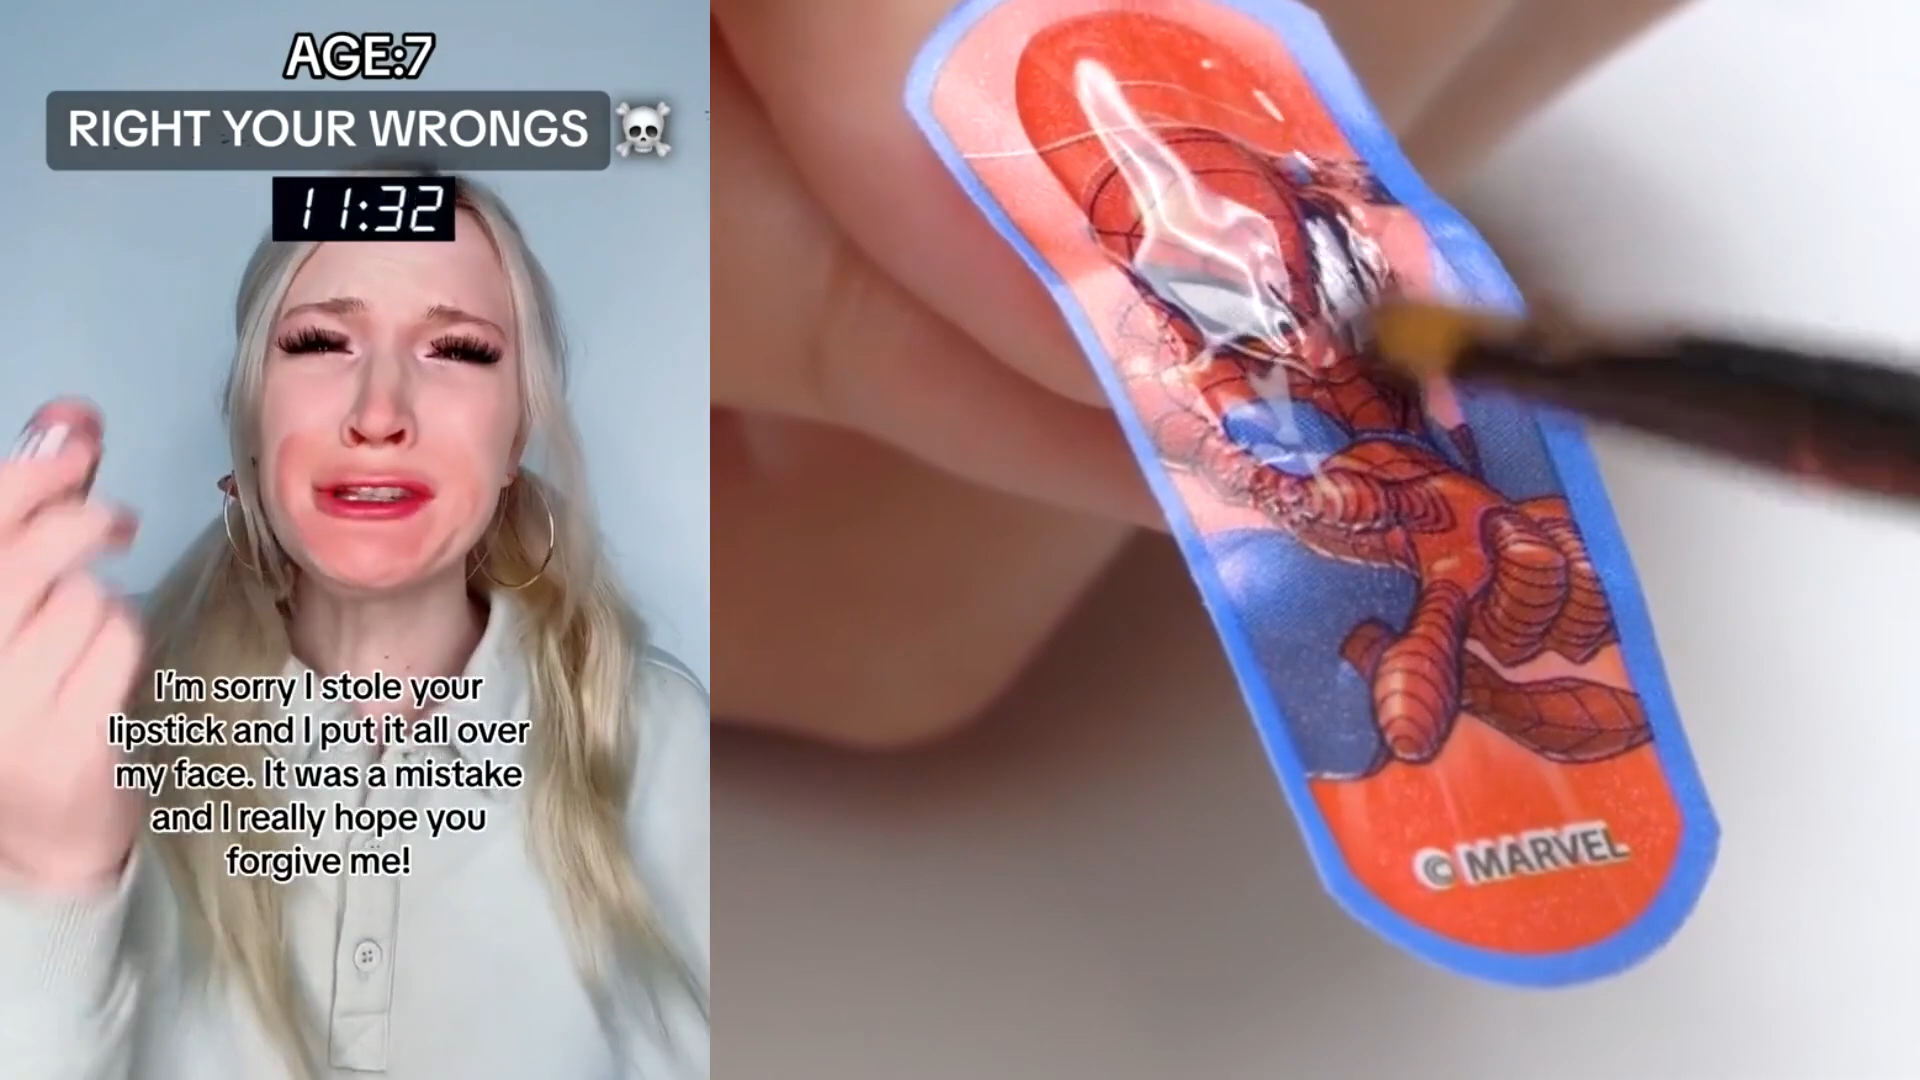 AGE:7
RIGHT YOUR WRONGS ☠️
11:32
I'm sorry I stole your
lipstick and I put it all over
my face. It was a mistake
and I really hope you
forgive me!
© MARVEL